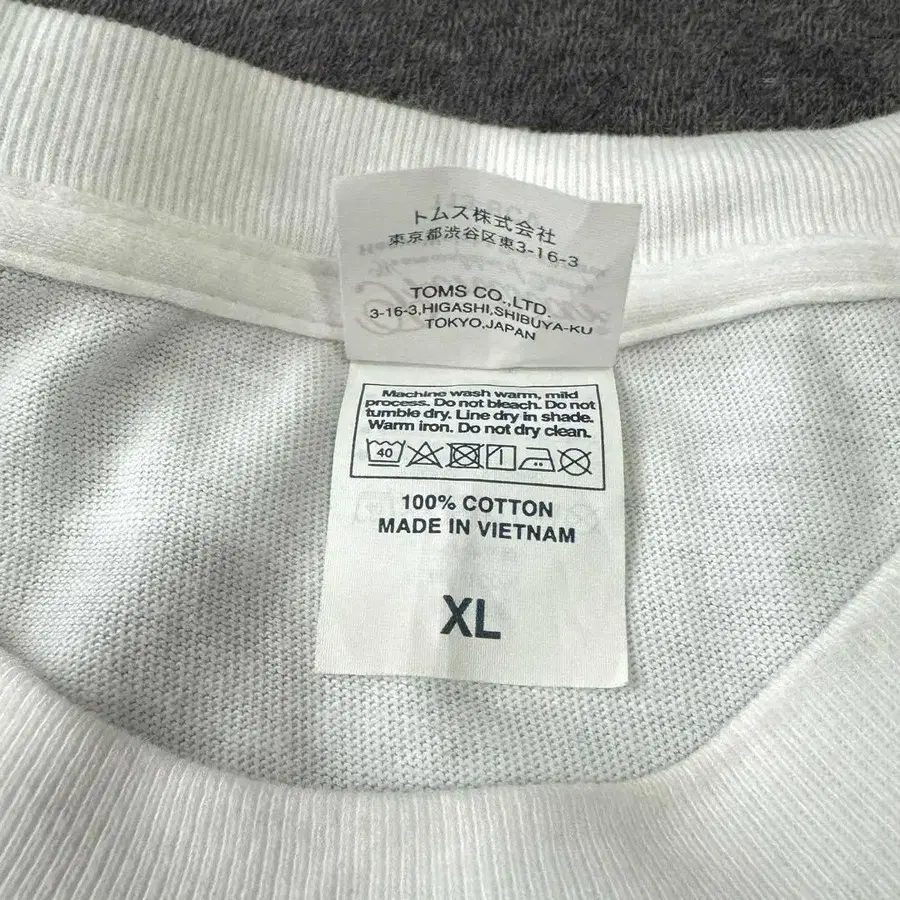 トムス株式会社
東京都渋谷区東3-16-3
TOMS CO.,LTD.
3-16-3,HIGASHI,SHIBUYA-KU
TOKYO,JAPAN
Machine wash warm, mild
process. Do not bleach. Do not
tumble dry. Line dry in shade.
Warm iron. Do not dry clean.
40
100% COTTON
MADE IN VIETNAM
XL